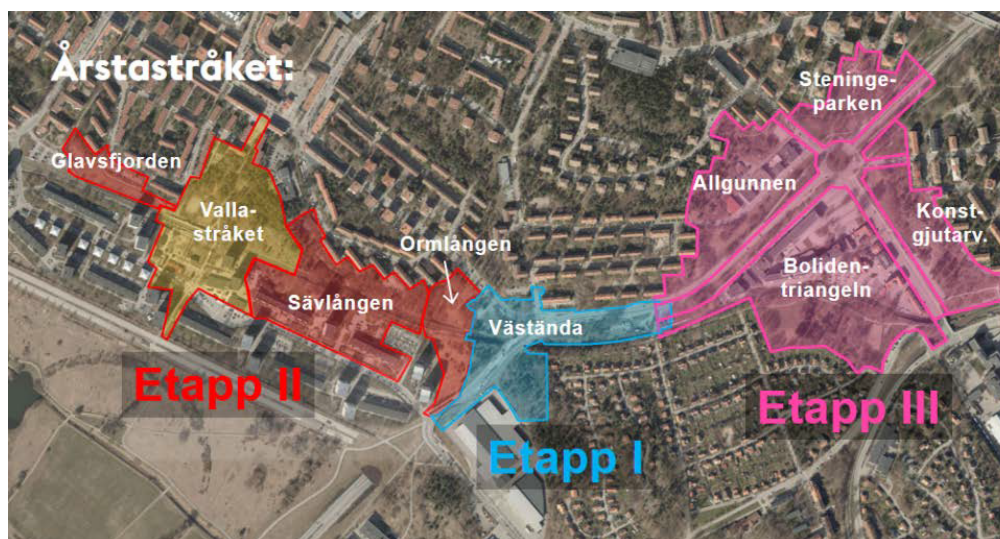 Årstastråket:
Steninge-
parken
Glavsfjorden
Allgunnen
Valla-
stråket
Konst-
gjutarv.
Ormlången
Boliden-
triangeln
Sävlången
Västända
Etapp II
Etapp III
Etapp I